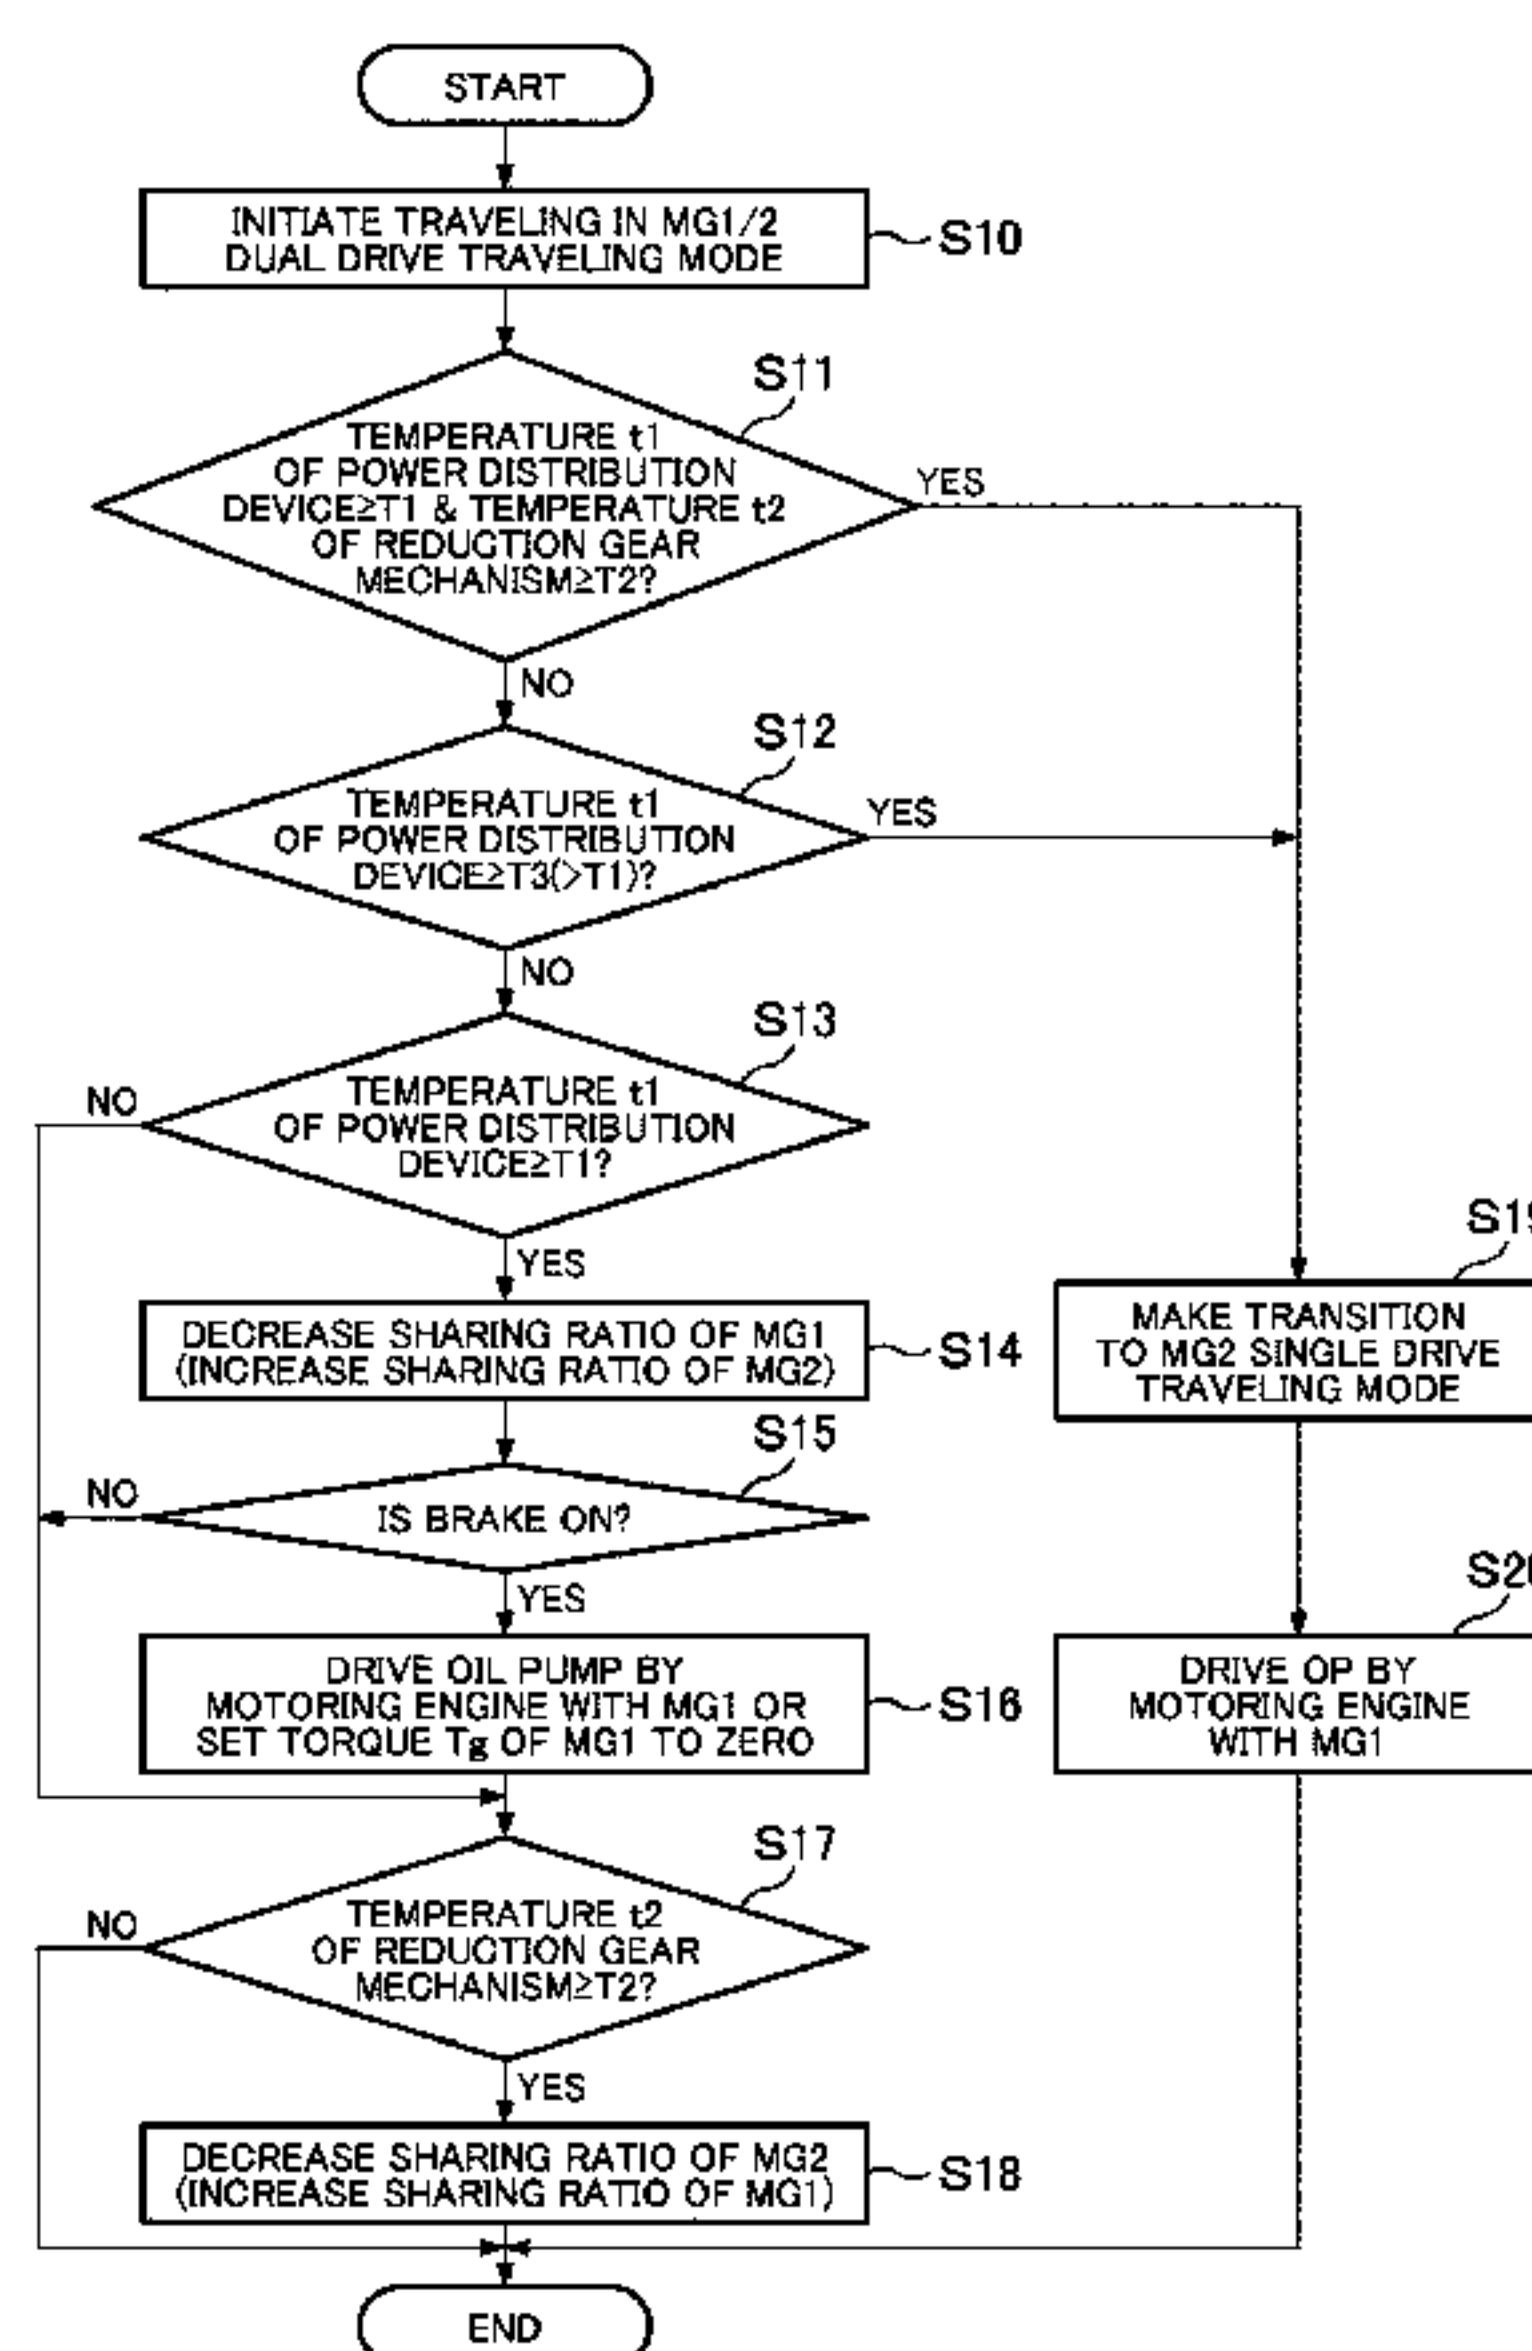 START
INITIATE TRAVELING IN MG1/2
DUAL DRIVE TRAVELING MODE
S10
S11
TEMPERATURE t1
OF POWER DISTRIBUTION
DEVICE≥T1 & TEMPERATURE t2
OF REDUCTION GEAR
MECHANISM≥T2?
YES
NO
S12
TEMPERATURE t1
OF POWER DISTRIBUTION
DEVICE≥T3(>T1)?
YES
NO
S13
TEMPERATURE t1
OF POWER DISTRIBUTION
DEVICE≥T1?
NO
YES
DECREASE SHARING RATIO OF MG1
(INCREASE SHARING RATIO OF MG2)
S14
S15
IS BRAKE ON?
NO
YES
DRIVE OIL PUMP BY
MOTORING ENGINE WITH MG1 OR
SET TORQUE Tg OF MG1 TO ZERO
S16
S17
TEMPERATURE t2
OF REDUCTION GEAR
MECHANISM≥T2?
NO
YES
DECREASE SHARING RATIO OF MG2
(INCREASE SHARING RATIO OF MG1)
S18
S19
MAKE TRANSITION
TO MG2 SINGLE DRIVE
TRAVELING MODE
S20
DRIVE OP BY
MOTORING ENGINE
WITH MG1
END